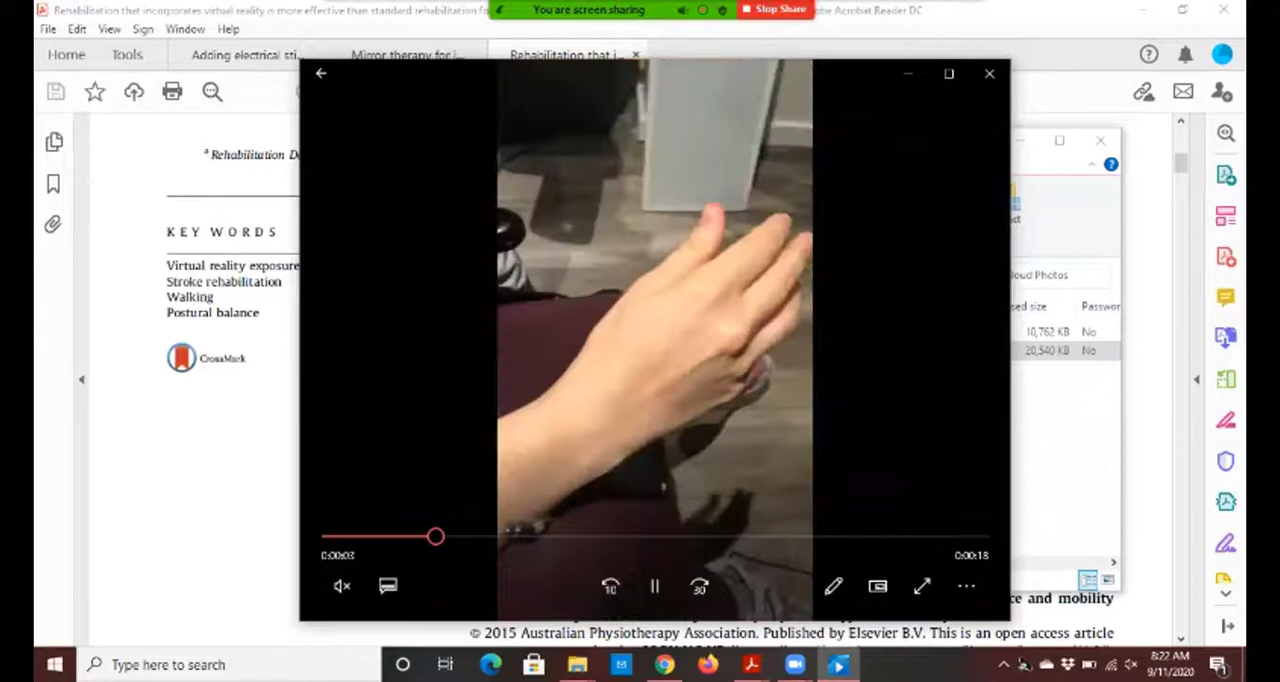 Rehabilitation that incorporates virtual reality is more effective than standard rehabilitation fo
You are screen sharing
Stop Share
be Acrobat Reader DC
File Edit View Sign Window Help
Home Tools Adding electrical sti... Mirror therapy for i... Rehabilitation that i...
a Rehabilitation D
KEY WORDS
Virtual reality exposure
Stroke rehabilitation
Walking
Postural balance
CrossMark
loud Photos
Passwor
10,762 KB No
20,540 KB No
0:00:03
0:00:18
10
30
ce and mobility
© 2015 Australian Physiotherapy Association. Published by Elsevier B.V. This is an open access article
Type here to search
8:22 AM
9/11/2020